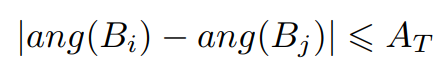 |ang(B_i) − ang(B_j)| ⩽ A_T